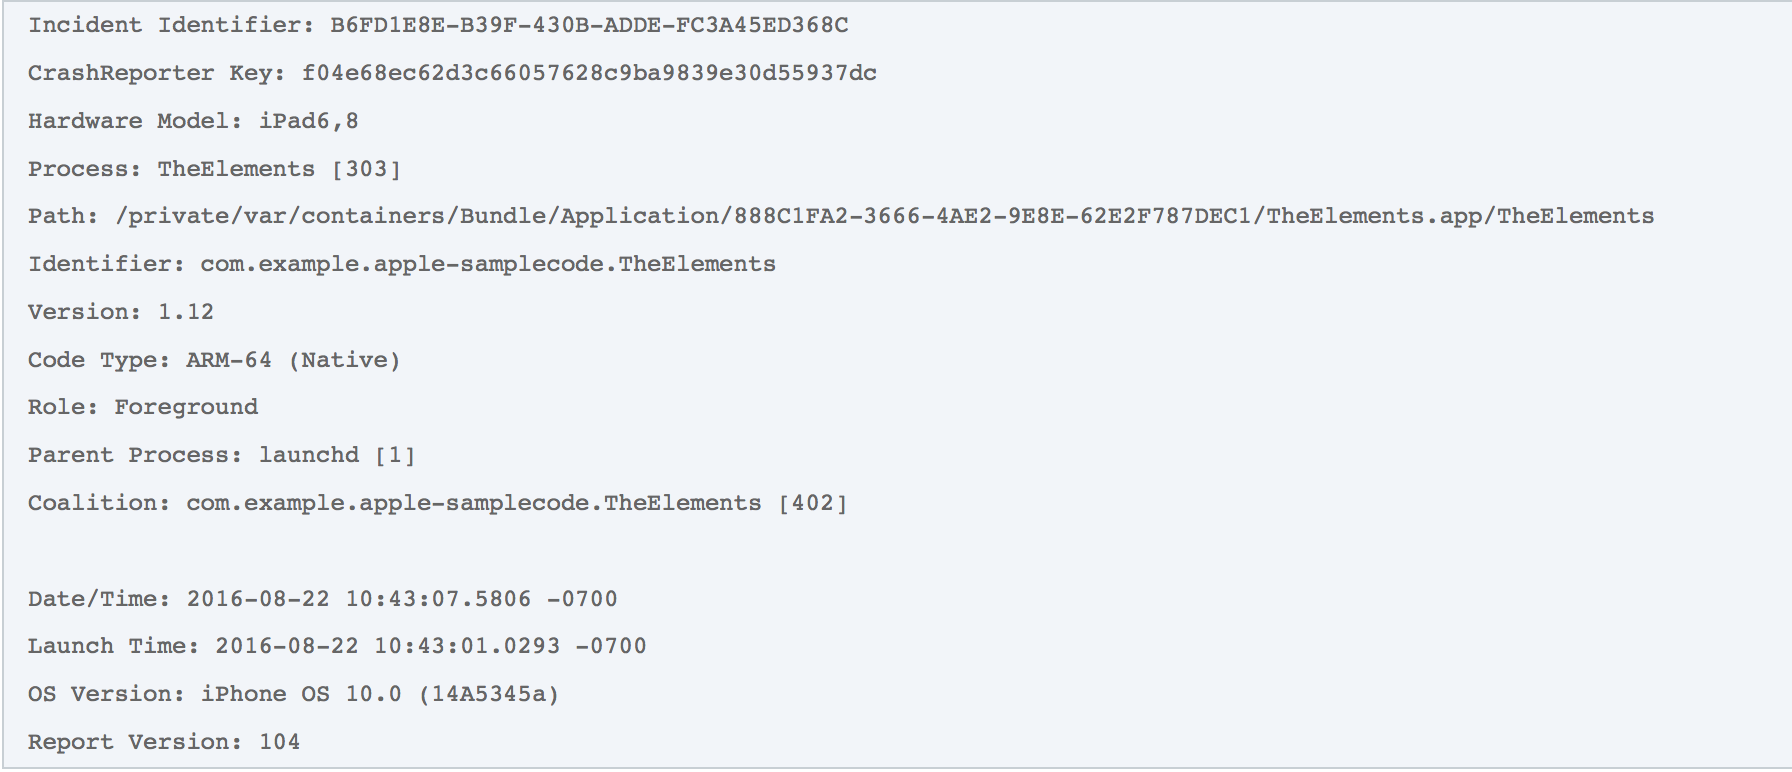 Incident Identifier: B6FD1E8E-B39F-430B-ADDE-FC3A45ED368C
CrashReporter Key: f04e68ec62d3c66057628c9ba9839e30d55937dc
Hardware Model: iPad6,8
Process: TheElements [303]
Path: /private/var/containers/Bundle/Application/888C1FA2-3666-4AE2-9E8E-62E2F787DEC1/TheElements.app/TheElements
Identifier: com.example.apple-samplecode.TheElements
Version: 1.12
Code Type: ARM-64 (Native)
Role: Foreground
Parent Process: launchd [1]
Coalition: com.example.apple-samplecode.TheElements [402]
Date/Time: 2016-08-22 10:43:07.5806 -0700
Launch Time: 2016-08-22 10:43:01.0293 -0700
OS Version: iPhone OS 10.0 (14A5345a)
Report Version: 104